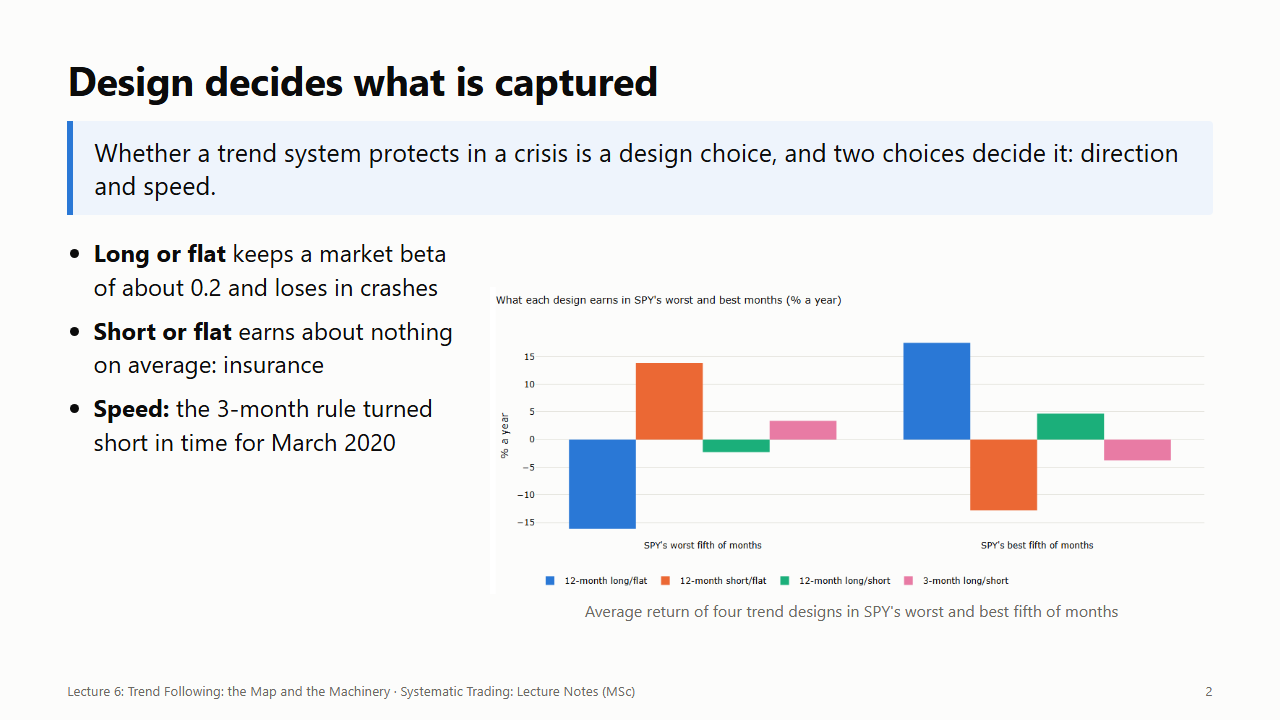 Design decides what is captured
Whether a trend system protects in a crisis is a design choice, and two choices decide it: direction
and speed.
• Long or flat keeps a market beta
of about 0.2 and loses in crashes
• Short or flat earns about nothing
on average: insurance
• Speed: the 3-month rule turned
short in time for March 2020
What each design earns in SPY's worst and best months (% a year)
% a year
15
10
5
0
−5
−10
−15
SPY's worst fifth of months
SPY's best fifth of months
12-month long/flat
12-month short/flat
12-month long/short
3-month long/short
Average return of four trend designs in SPY's worst and best fifth of months
Lecture 6: Trend Following: the Map and the Machinery · Systematic Trading: Lecture Notes (MSc)
2